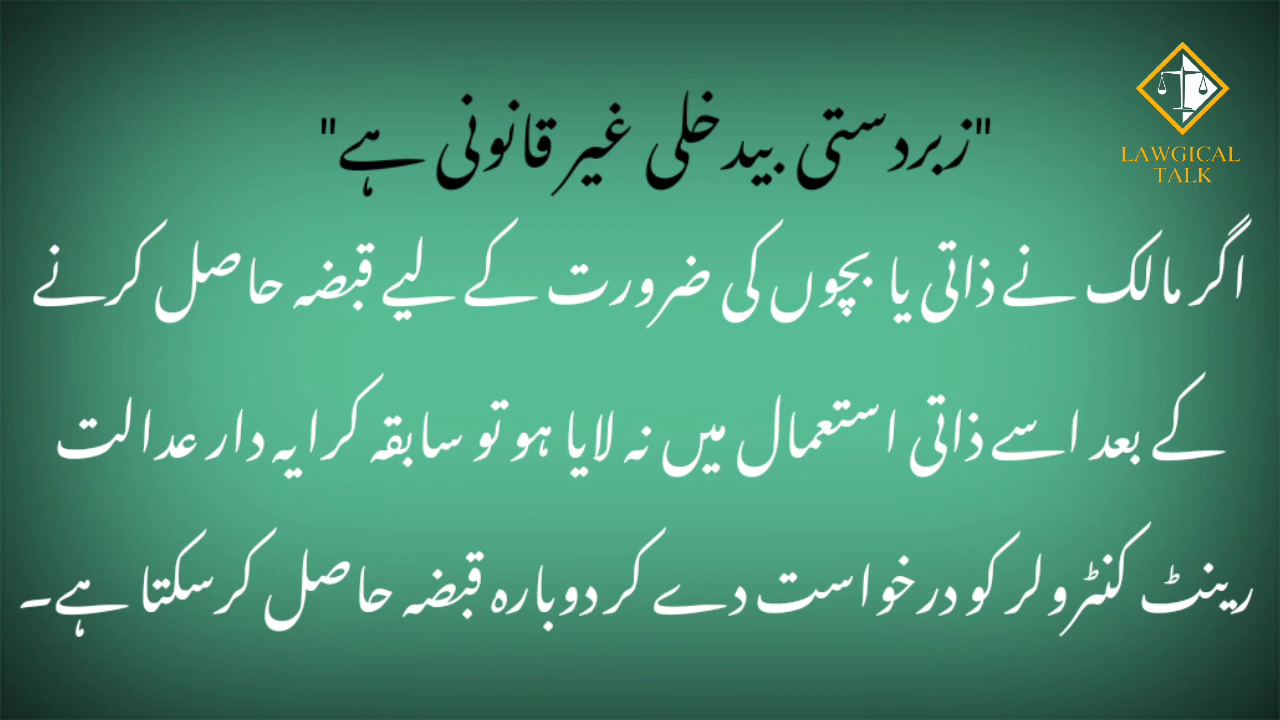 LAWGICAL
TALK
"زبردستی بیدخلی غیر قانونی ہے"
اگر مالک نے ذاتی یا بچوں کی ضرورت کے لیے قبضہ حاصل کرنے
کے بعد اسے ذاتی استعمال میں نہ لایا ہو تو سابقہ کرایہ دار عدالت
رینٹ کنٹرولر کو درخواست دے کر دوبارہ قبضہ حاصل کر سکتا ہے۔